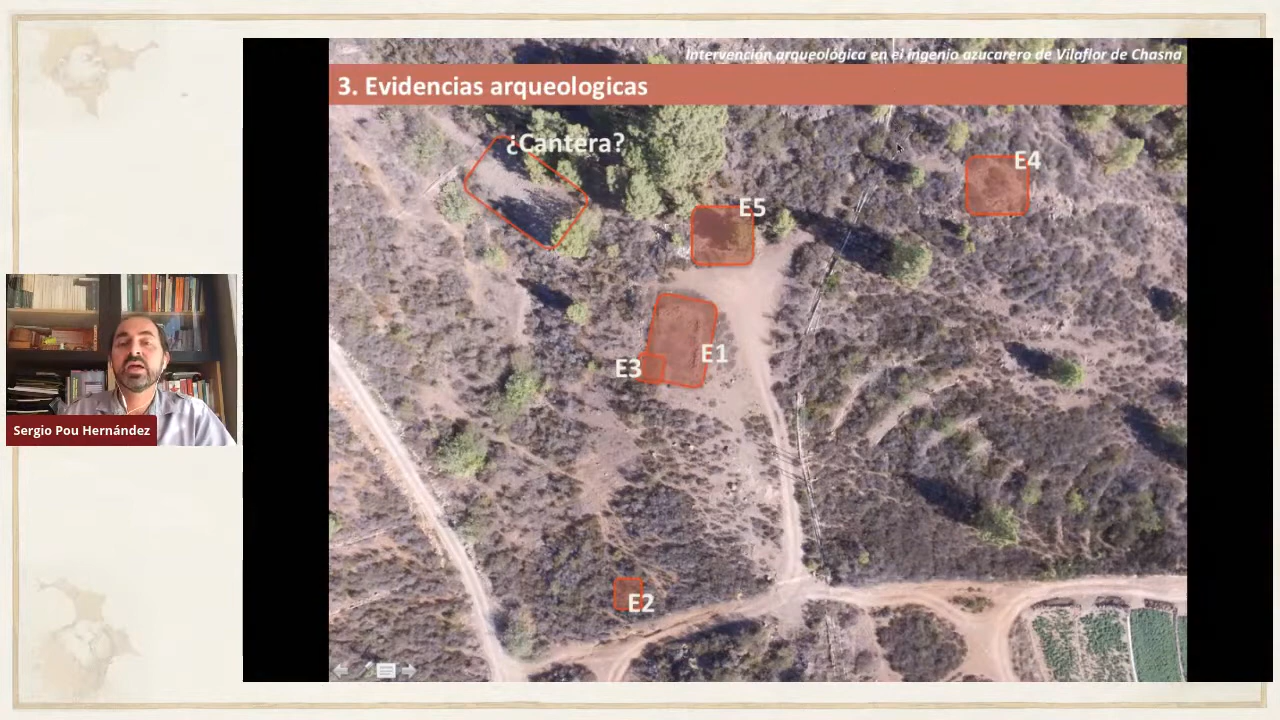 Intervención arqueológica en el ingenio azucarero de Vilaflor de Chasna
3. Evidencias arqueologicas
¿Cantera?
E4
E5
E1
E3
Sergio Pou Hernández
E2